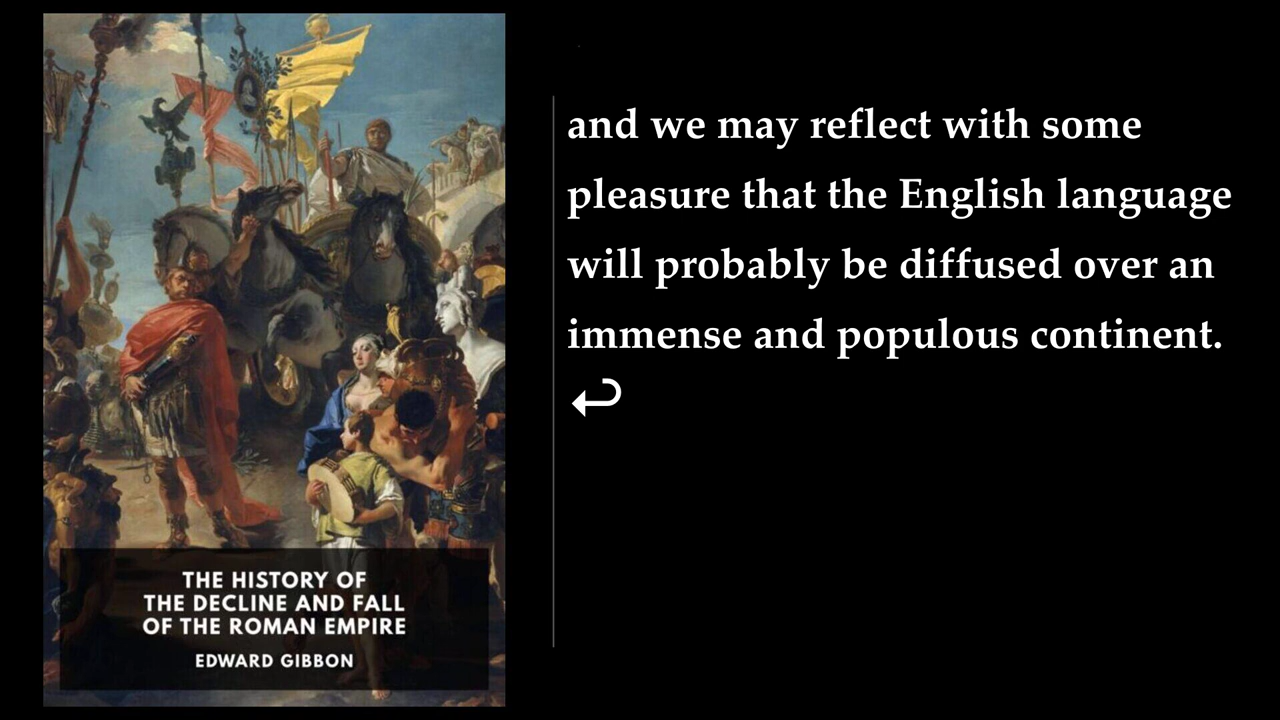 and we may reflect with some
pleasure that the English language
will probably be diffused over an
immense and populous continent.
↩
THE HISTORY OF
THE DECLINE AND FALL
OF THE ROMAN EMPIRE
EDWARD GIBBON